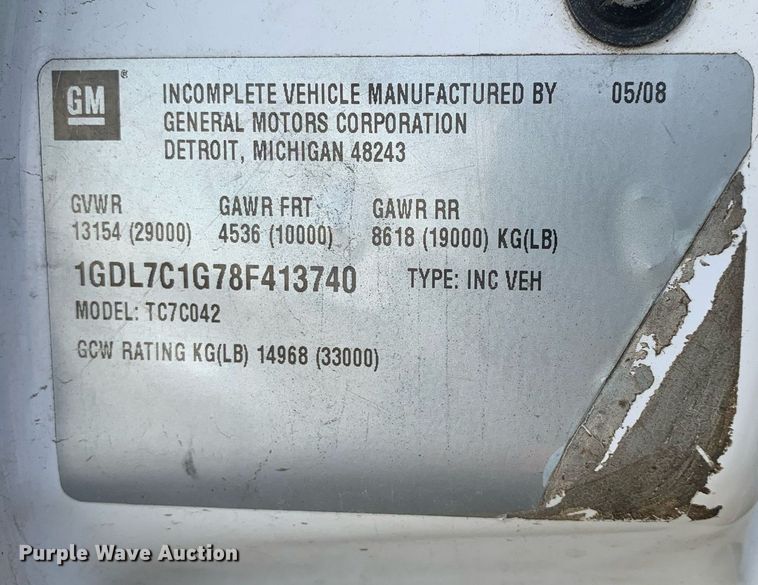 GM ® INCOMPLETE VEHICLE MANUFACTURED BY 05/08
GENERAL MOTORS CORPORATION
DETROIT, MICHIGAN 48243
GVWR GAWR FRT GAWR RR
13154 (29000) 4536 (10000) 8618 (19000) KG(LB)
1GDL7C1G78F413740 TYPE: INC VEH
MODEL: TC7C042
GCW RATING KG(LB) 14968 (33000)
Purple Wave Auction